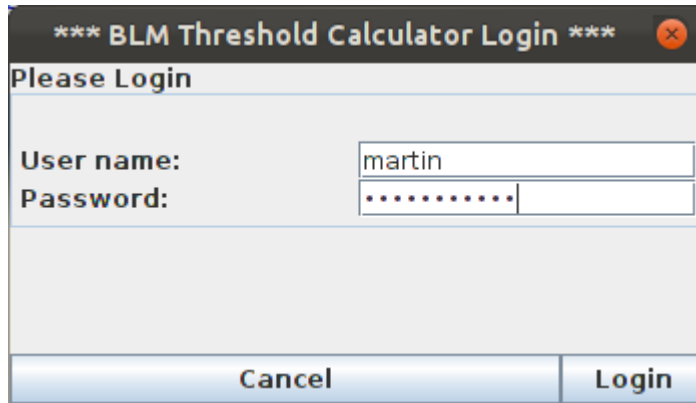 *** BLM Threshold Calculator Login ***
Please Login
User name: martin
Password: •••••••••••
Cancel Login